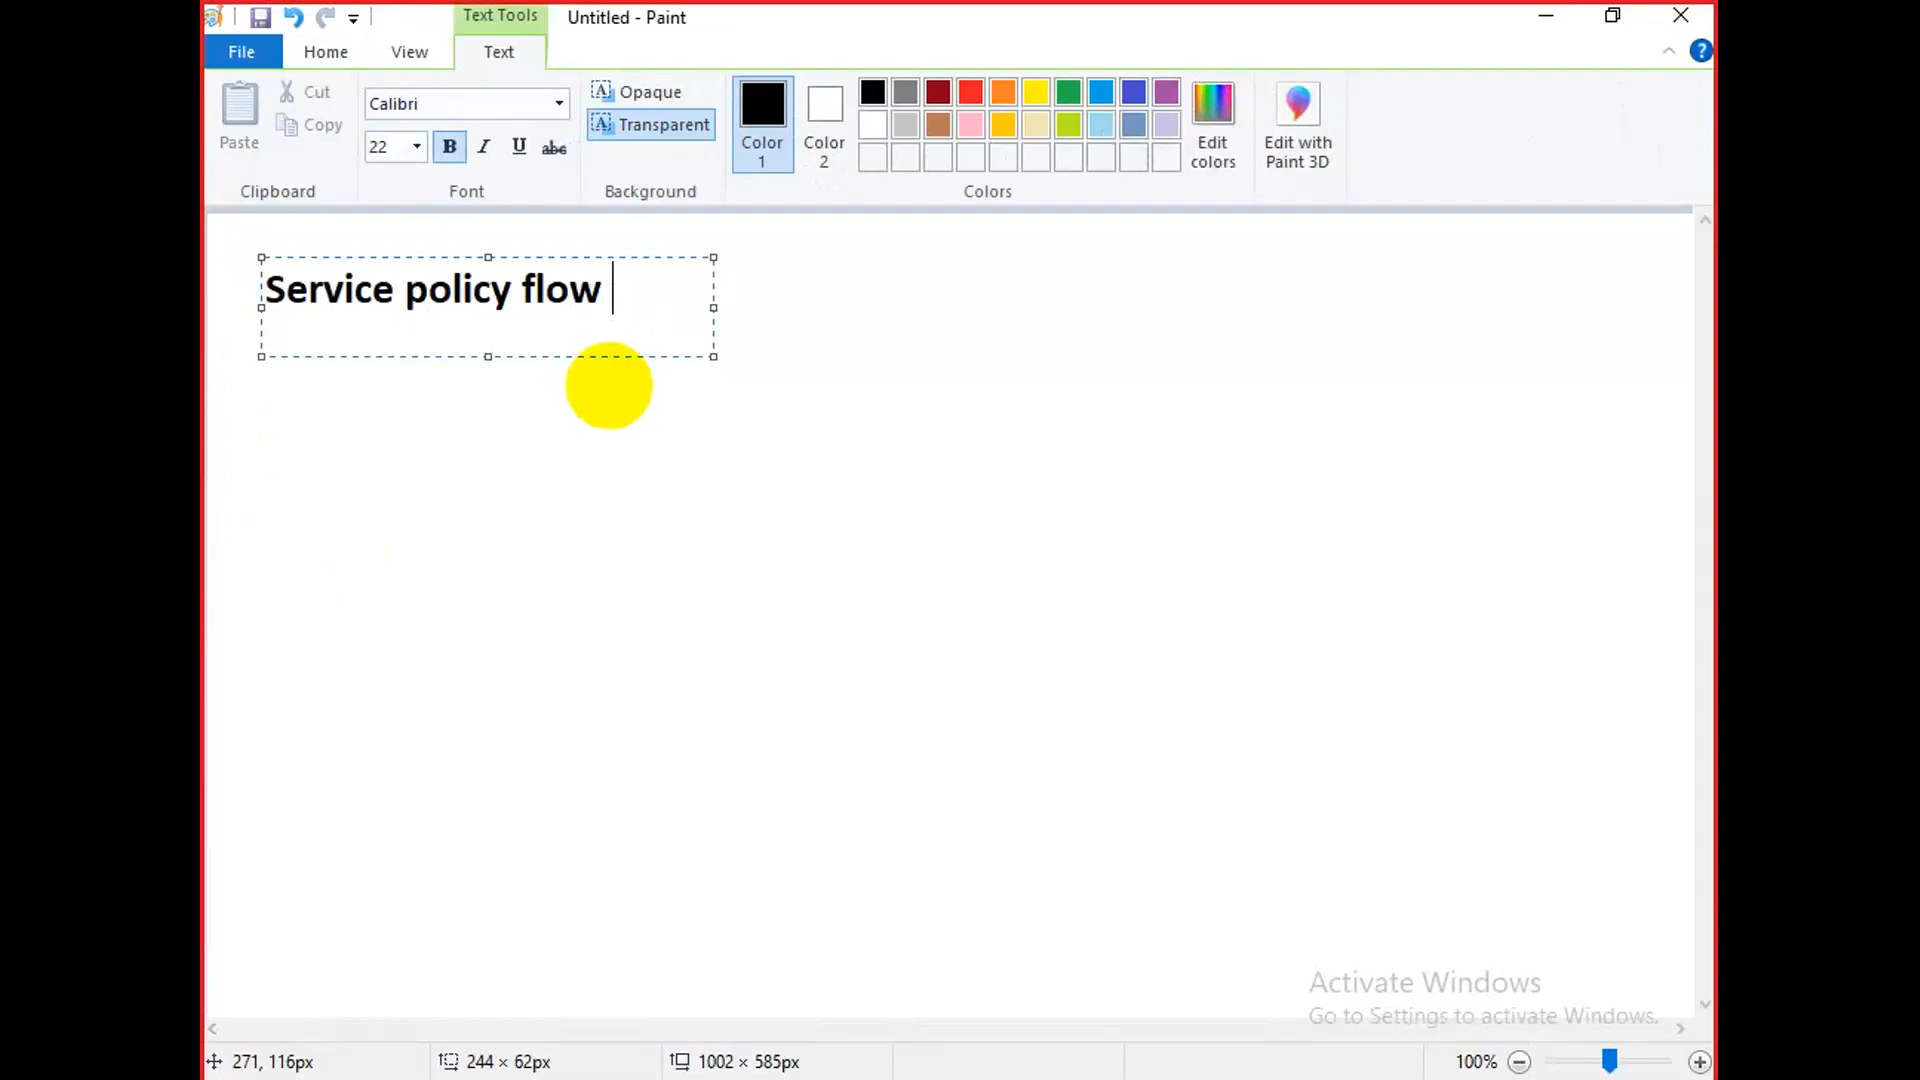 Text Tools
Untitled - Paint
File
Home
View
Text
Paste
Cut
Copy
Clipboard
Calibri
22
B I U abc
Font
Opaque
Transparent
Background
Color 1
Color 2
Edit colors
Colors
Edit with Paint 3D
Service policy flow
Activate Windows
Go to Settings to activate Windows.
271, 116px
244 × 62px
1002 × 585px
100%